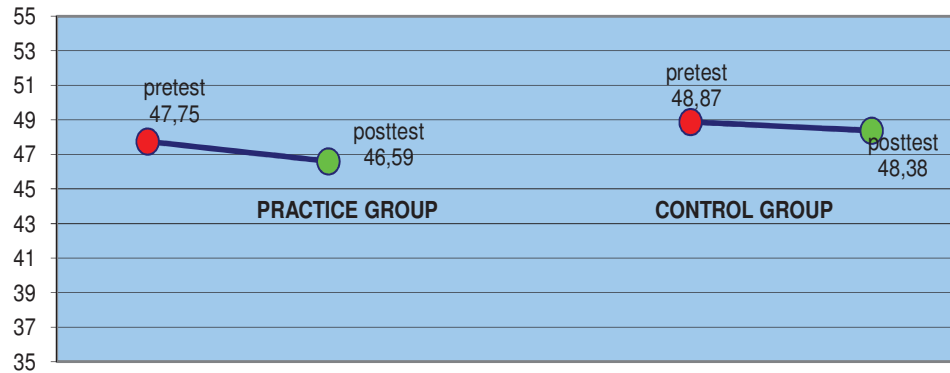 55
53
51
49
47
45
43
41
39
37
35
pretest
47,75
posttest
46,59
PRACTICE GROUP
pretest
48,87
posttest
48,38
CONTROL GROUP